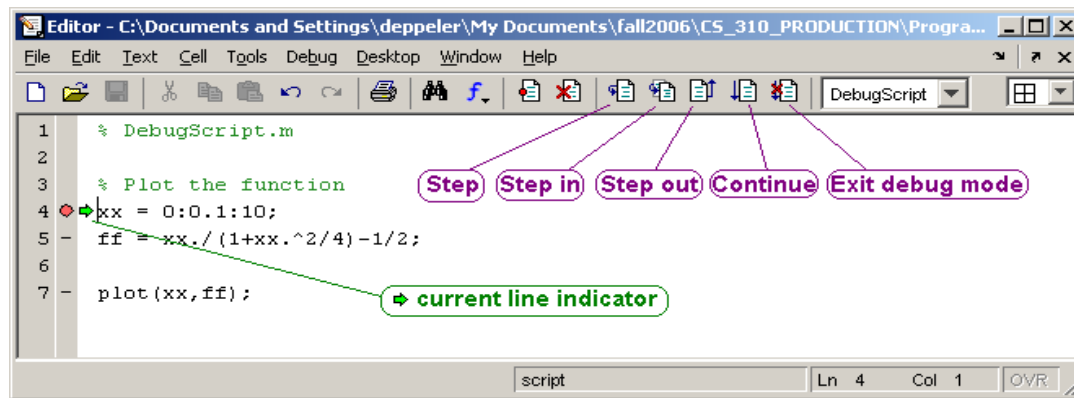 Editor - C:\Documents and Settings\deppeler\My Documents\fall2006\CS_310_PRODUCTION\Progra...
File Edit Text Cell Tools Debug Desktop Window Help
DebugScript
1 % DebugScript.m
2
3 % Plot the function
4 xx = 0:0.1:10;
5 - ff = xx./(1+xx.^2/4)-1/2;
6
7 - plot(xx,ff);
Step
Step in
Step out
Continue
Exit debug mode
current line indicator
script
Ln 4 Col 1 OVR